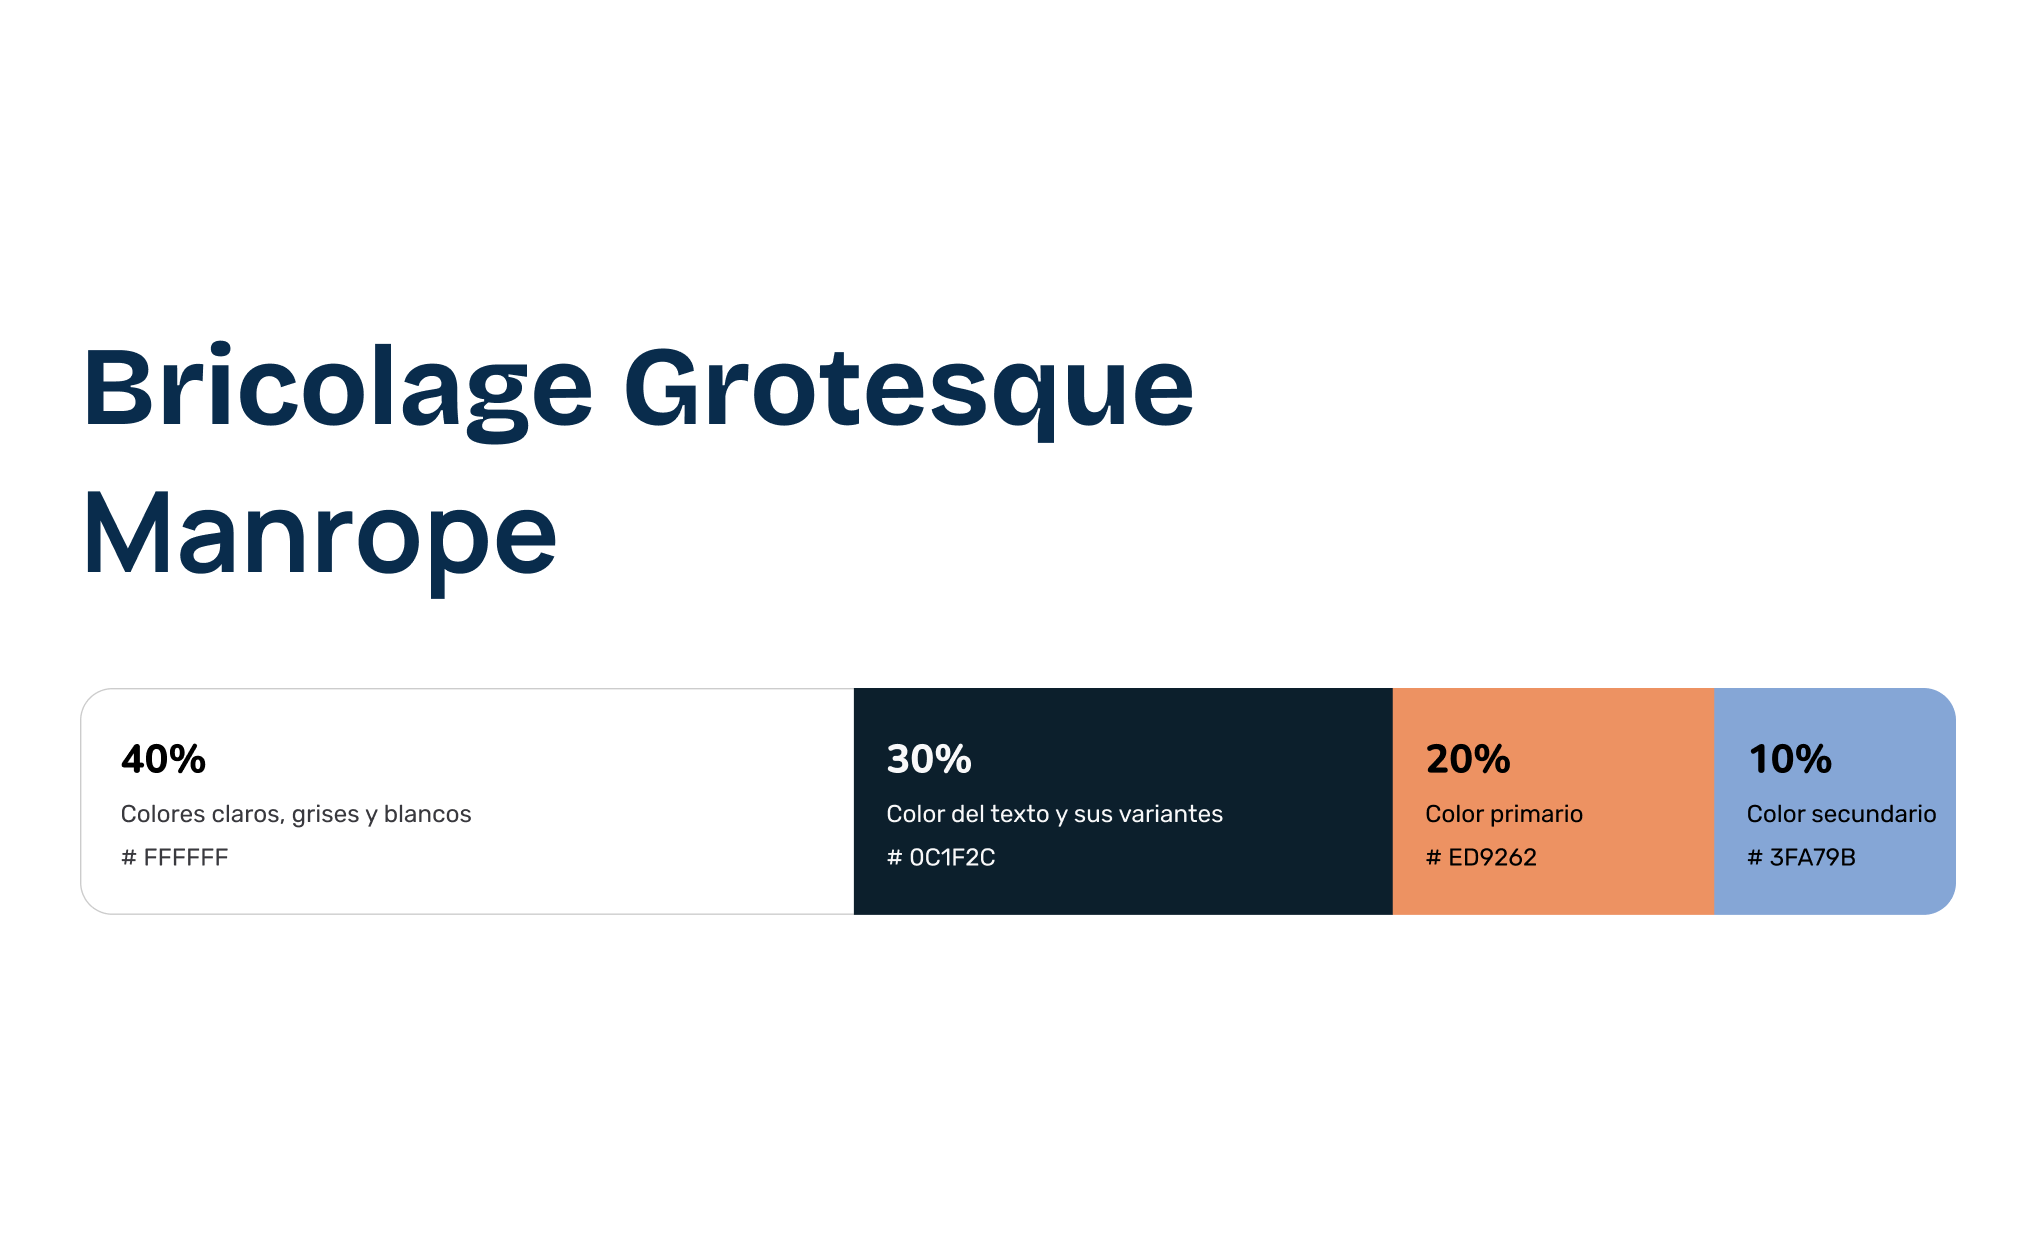 Bricolage Grotesque
Manrope
40%
Colores claros, grises y blancos
# FFFFFF
30%
Color del texto y sus variantes
# 0C1F2C
20%
Color primario
# ED9262
10%
Color secundario
# 3FA79B